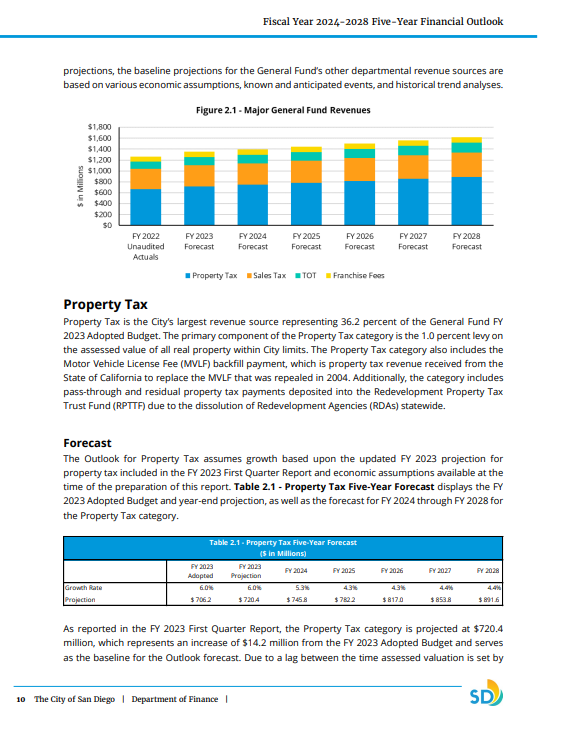 Fiscal Year 2024-2028 Five-Year Financial Outlook
projections, the baseline projections for the General Fund's other departmental revenue sources are
based on various economic assumptions, known and anticipated events, and historical trend analyses.
Figure 2.1 - Major General Fund Revenues
$ in Millions
$1,800
$1,600
$1,400
$1,200
$1,000
$800
$600
$400
$200
$0
FY 2022 FY 2023 FY 2024 FY 2025 FY 2026 FY 2027 FY 2028
Unaudited Forecast Forecast Forecast Forecast Forecast Forecast
Actuals
Property Tax Sales Tax TOT Franchise Fees
Property Tax
Property Tax is the City's largest revenue source representing 36.2 percent of the General Fund FY
2023 Adopted Budget. The primary component of the Property Tax category is the 1.0 percent levy on
the assessed value of all real property within City limits. The Property Tax category also includes the
Motor Vehicle License Fee (MVLF) backfill payment, which is property tax revenue received from the
State of California to replace the MVLF that was repealed in 2004. Additionally, the category includes
pass-through and residual property tax payments deposited into the Redevelopment Property Tax
Trust Fund (RPTTF) due to the dissolution of Redevelopment Agencies (RDAs) statewide.
Forecast
The Outlook for Property Tax assumes growth based upon the updated FY 2023 projection for
property tax included in the FY 2023 First Quarter Report and economic assumptions available at the
time of the preparation of this report. Table 2.1 - Property Tax Five-Year Forecast displays the FY
2023 Adopted Budget and year-end projection, as well as the forecast for FY 2024 through FY 2028 for
the Property Tax category.
Table 2.1 - Property Tax Five-Year Forecast
($ in Millions)
FY 2023 Adopted FY 2023 Projection FY 2024 FY 2025 FY 2026 FY 2027 FY 2028
Growth Rate 6.0% 6.0% 5.3% 4.3% 4.3% 4.4% 4.4%
Projection $ 706.2 $ 720.4 $ 745.8 $ 782.2 $ 817.0 $ 853.8 $ 891.6
As reported in the FY 2023 First Quarter Report, the Property Tax category is projected at $720.4
million, which represents an increase of $14.2 million from the FY 2023 Adopted Budget and serves
as the baseline for the Outlook forecast. Due to a lag between the time assessed valuation is set by
10 The City of San Diego | Department of Finance |
SD